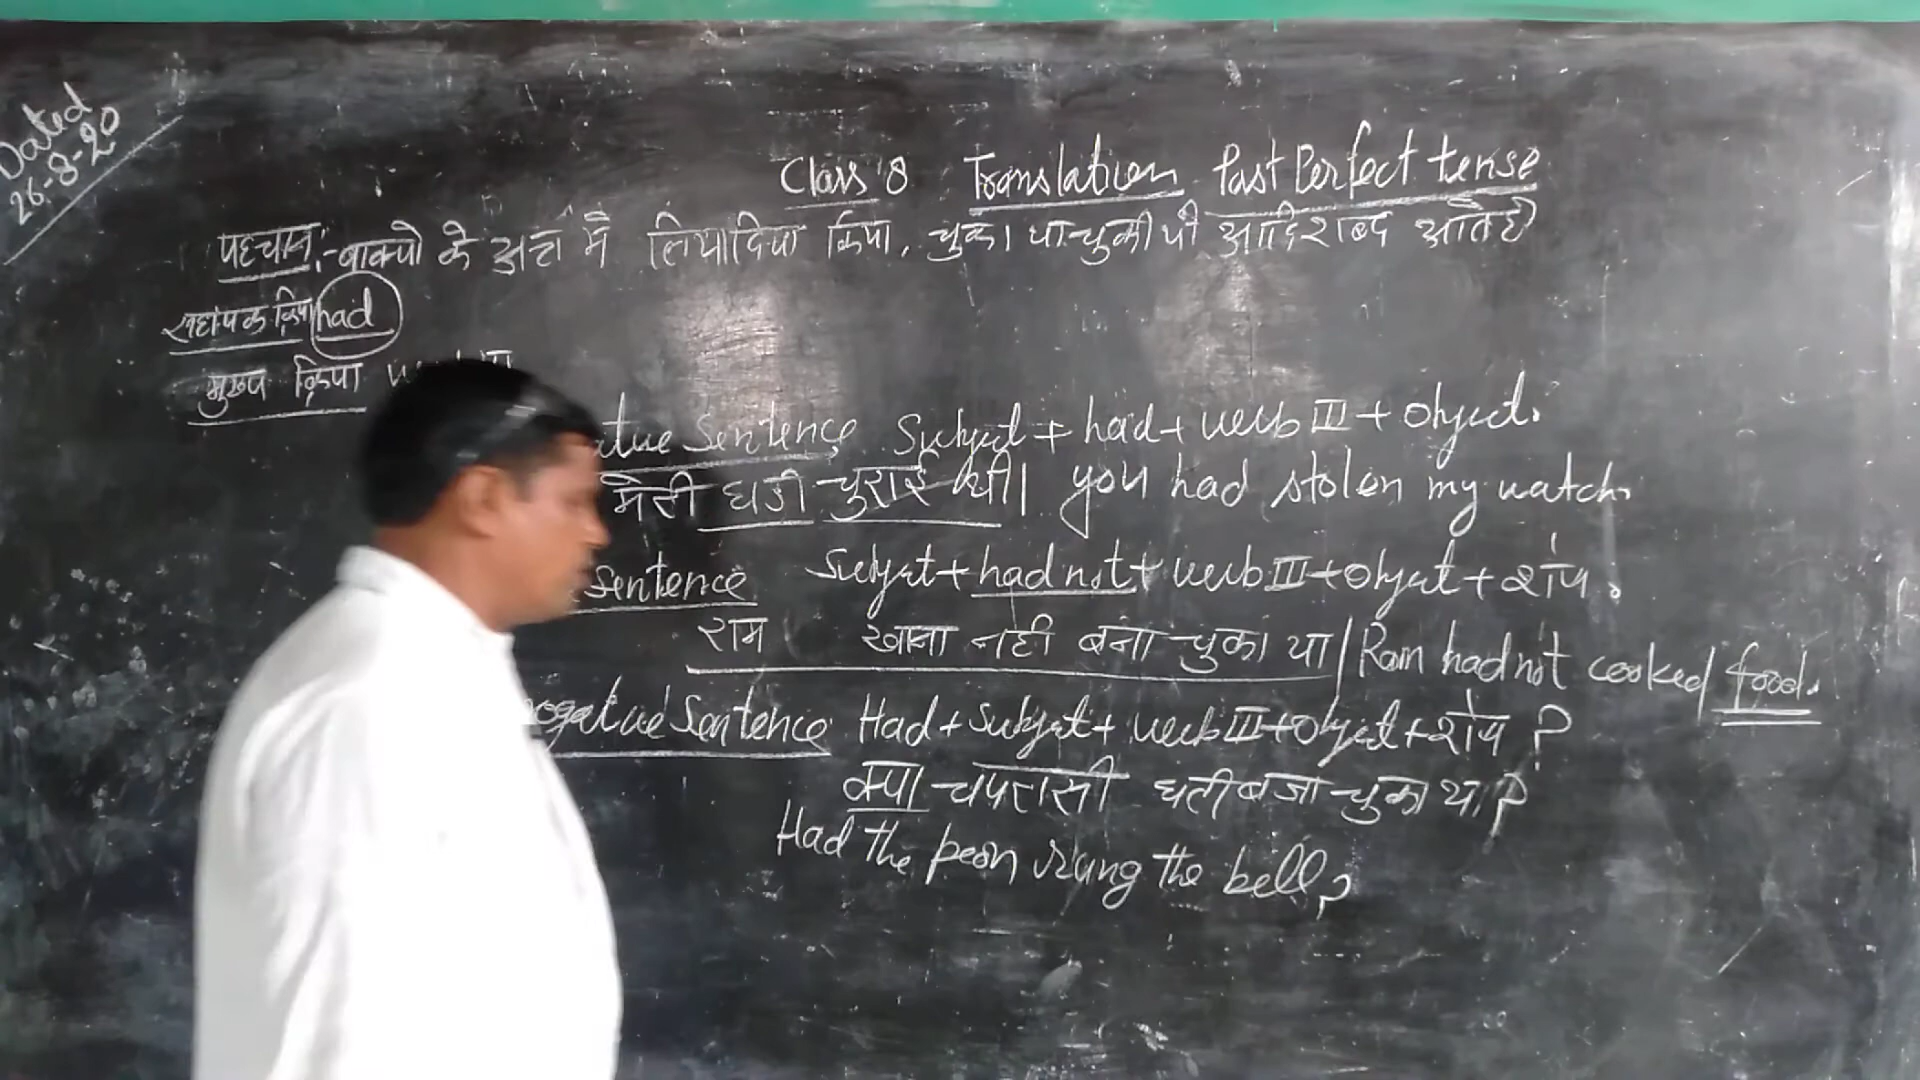 Dated
26-8-20
Class 8 Translation Past Perfect tense
पहचान:- वाक्यो के अन्त में लिया दिया किया, चुका था चुकी थी आदि शब्द आते है
सहायक क्रिया had
मुख्य क्रिया
Sentence Subject + had + verb III + object.
मेरी घडी चुराई थी। you had stolen my watch.
Sentence Subject + had not + verb III + object + शेष.
राम खाना नही बना चुका था | Ram had not cooked food.
Sentence Had + subject + verb III + object + शेष ?
क्या चपरासी घंटी बजा चुका था ?
Had the peon rung the bell?